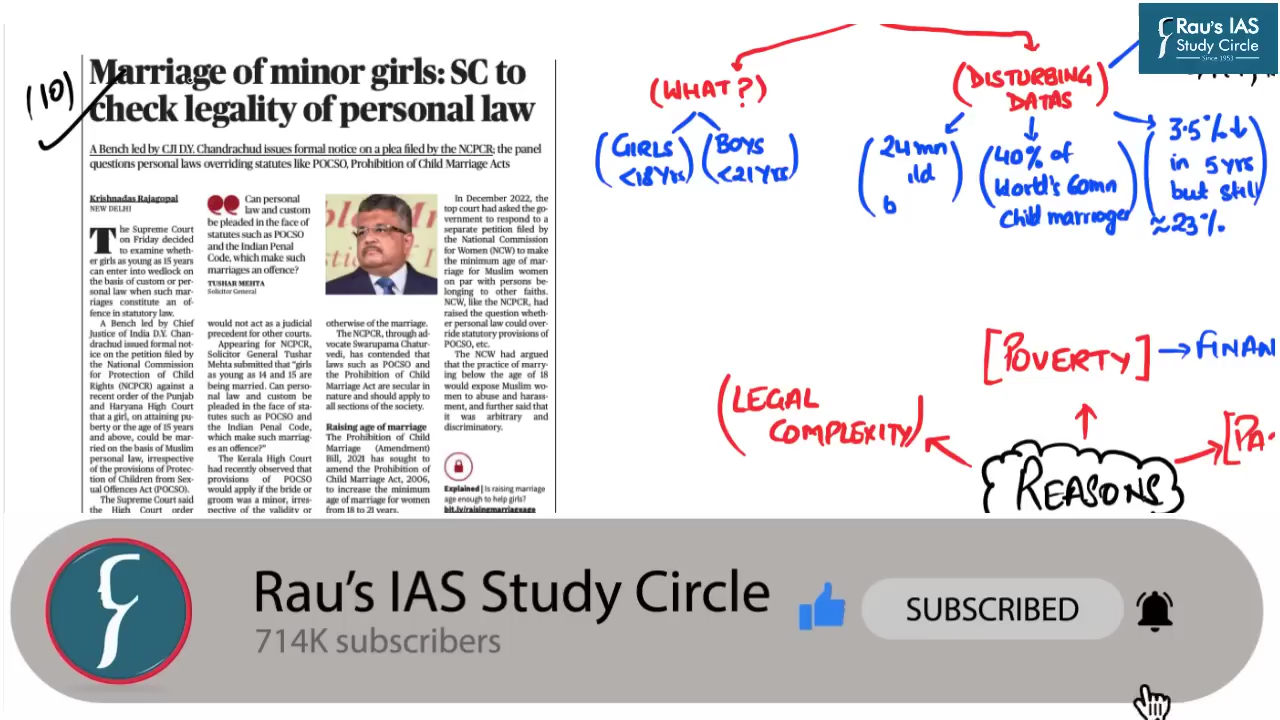 Rau's IAS
Study Circle
Since 1953
(10)
Marriage of minor girls: SC to
check legality of personal law
A Bench led by CJI D.Y. Chandrachud issues formal notice on a plea filed by the NCPCR; the panel
questions personal laws overriding statutes like POCSO, Prohibition of Child Marriage Acts
Krishnadas Rajagopal
NEW DELHI
The Supreme Court
on Friday decided
to examine wheth-
er girls as young as 15 years
can enter into wedlock on
the basis of custom or per-
sonal law when such mar-
riages constitute an of-
fence in statutory law.
A Bench led by Chief
Justice of India D.Y. Chan-
drachud issued formal not-
ice on the petition filed by
the National Commission
for Protection of Child
Rights (NCPCR) against a
recent order of the Punjab
and Haryana High Court
that a girl, on attaining pu-
berty or the age of 15 years
and above, could be mar-
ried on the basis of Muslim
personal law, irrespective
of the provisions of Protec-
tion of Children from Sex-
ual Offences Act (POCSO).
The Supreme Court said
the High Court order
Can personal
law and custom
be pleaded in the face of
statutes such as POCSO
and the Indian Penal
Code, which make such
marriages an offence?
TUSHAR MEHTA
Solicitor General
would not act as a judicial
precedent for other courts.
Appearing for NCPCR,
Solicitor General Tushar
Mehta submitted that "girls
as young as 14 and 15 are
being married. Can perso-
nal law and custom be
pleaded in the face of sta-
tutes such as POCSO and
the Indian Penal Code,
which make such marriag-
es an offence?"
The Kerala High Court
had recently observed that
provisions of POCSO
would apply if the bride or
groom was a minor, irres-
pective of the validity or
otherwise of the marriage.
The NCPCR, through ad-
vocate Swarupama Chatur-
vedi, has contended that
laws such as POCSO and
the Prohibition of Child
Marriage Act are secular in
nature and should apply to
all sections of the society.
Raising age of marriage
The Prohibition of Child
Marriage (Amendment)
Bill, 2021 has sought to
amend the Prohibition of
Child Marriage Act, 2006,
to increase the minimum
age of marriage for women
from 18 to 21 years.
In December 2022, the
top court had asked the go-
vernment to respond to a
separate petition filed by
the National Commission
for Women (NCW) to make
the minimum age of mar-
riage for Muslim women
on par with persons be-
longing to other faiths.
NCW, like the NCPCR, had
raised the question wheth-
er personal law could over-
ride statutory provisions of
POCSO, etc.
The NCW had argued
that the practice of marry-
ing below the age of 18
would expose Muslim wo-
men to abuse and harass-
ment, and further said that
it was arbitrary and
discriminatory.
Explained | Is raising marriage
age enough to help girls?
bit.ly/raisingmarriageage
(WHAT?)
(GIRLS
<18 Yrs)
(BOYS
<21 Yrs)
(DISTURBING
DATAS)
(24 mn
ild
b )
(40% of
World's 60mn
Child marriages)
(3.5%↓
in 5yrs
but still
≈23%.
[POVERTY] → FINAN
(LEGAL
COMPLEXITY)
[PA
REASONS
Rau's IAS Study Circle
714K subscribers
SUBSCRIBED